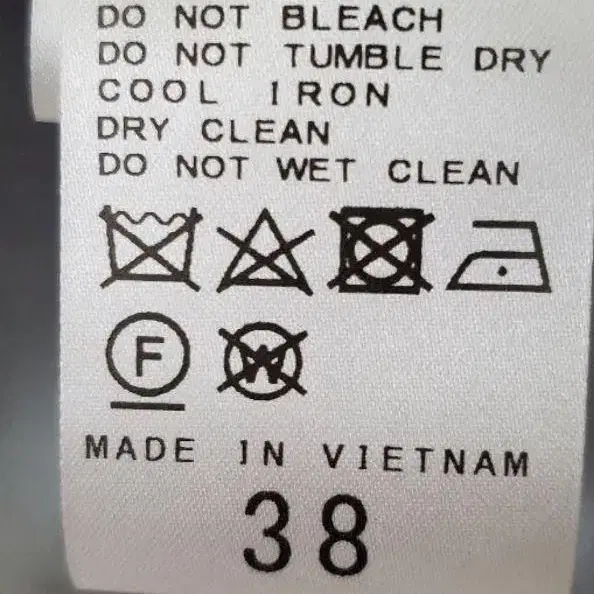 DO NOT BLEACH
DO NOT TUMBLE DRY
COOL IRON
DRY CLEAN
DO NOT WET CLEAN
F W
MADE IN VIETNAM
38